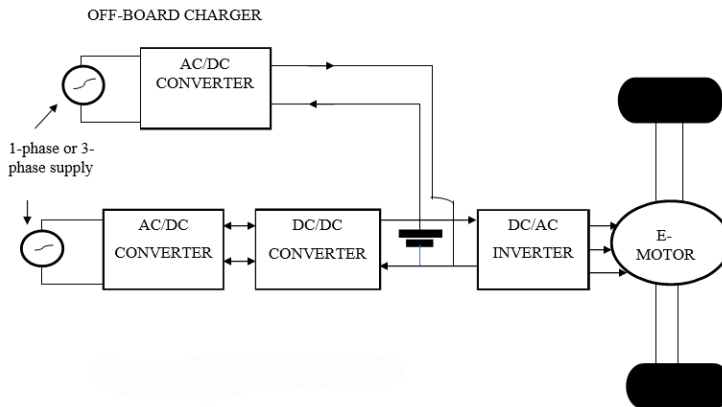 OFF-BOARD CHARGER
AC/DC
CONVERTER
1-phase or 3-
phase supply
AC/DC
CONVERTER
DC/DC
CONVERTER
DC/AC
INVERTER
E-
MOTOR